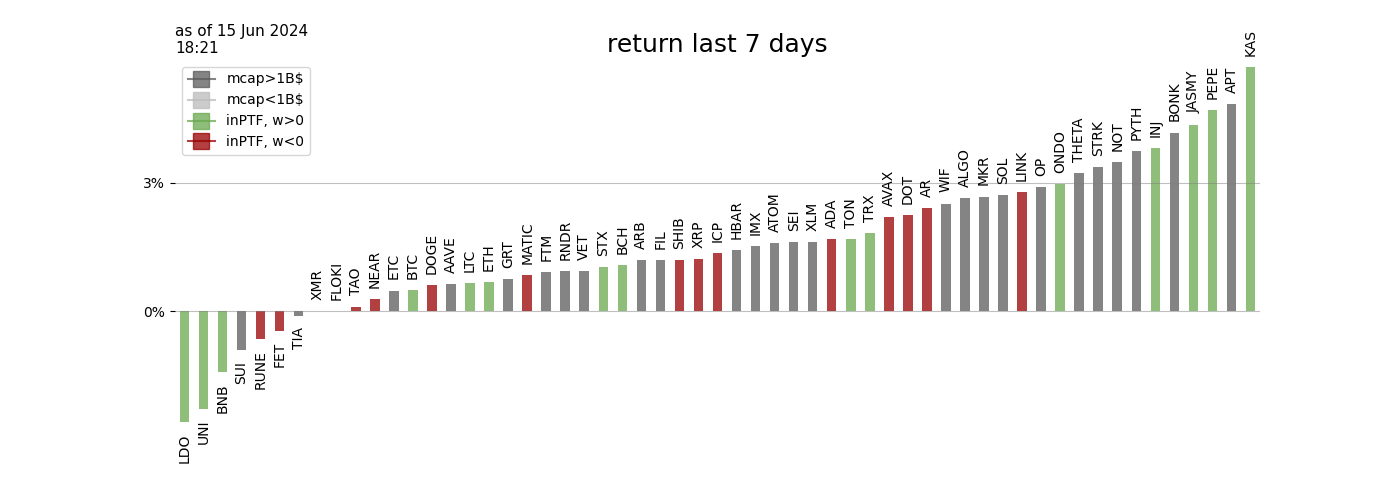 as of 15 Jun 2024
18:21
return last 7 days
mcap>1B$
mcap<1B$
inPTF, w>0
inPTF, w<0
3%
0%
LDO
UNI
BNB
SUI
RUNE
FET
TIA
XMR
FLOKI
TAO
NEAR
ETC
BTC
DOGE
AAVE
LTC
ETH
GRT
MATIC
FTM
RNDR
VET
STX
BCH
ARB
FIL
SHIB
XRP
ICP
HBAR
IMX
ATOM
SEI
XLM
ADA
TON
TRX
AVAX
DOT
AR
WIF
ALGO
MKR
SOL
LINK
OP
ONDO
THETA
STRK
NOT
PYTH
INJ
BONK
JASMY
PEPE
APT
KAS